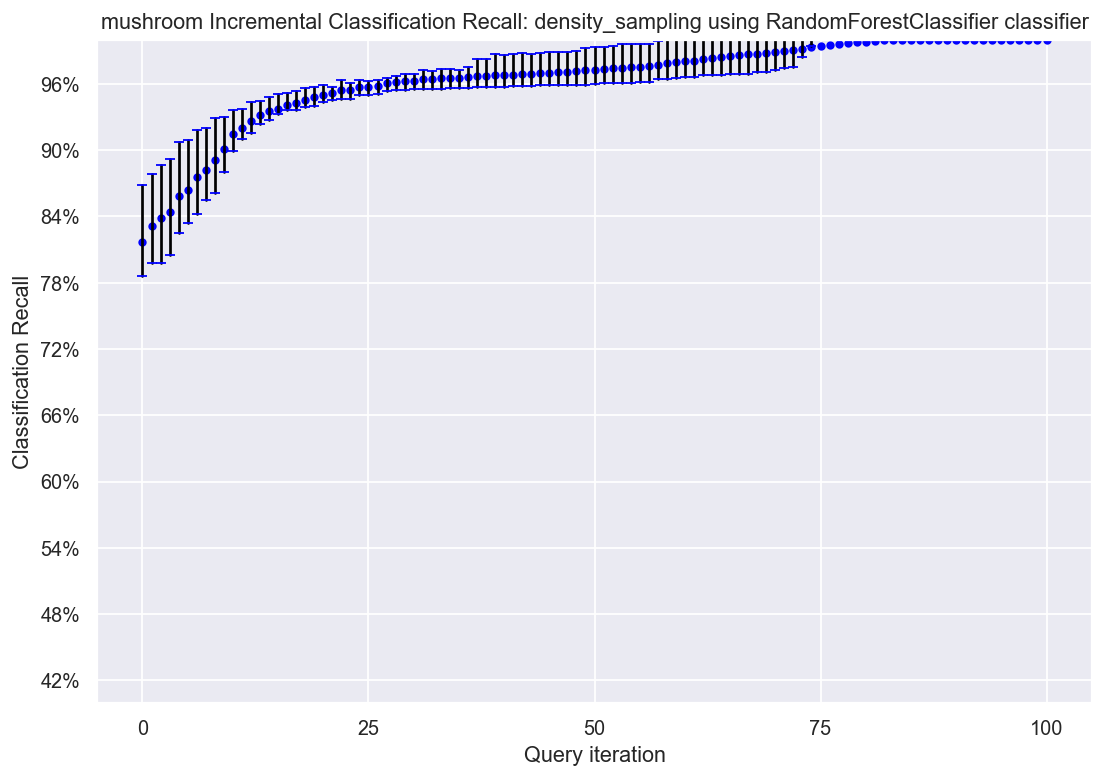 mushroom Incremental Classification Recall: density_sampling using RandomForestClassifier classifier
96%
90%
84%
78%
72%
66%
60%
54%
48%
42%
Classification Recall
0 25 50 75 100
Query iteration